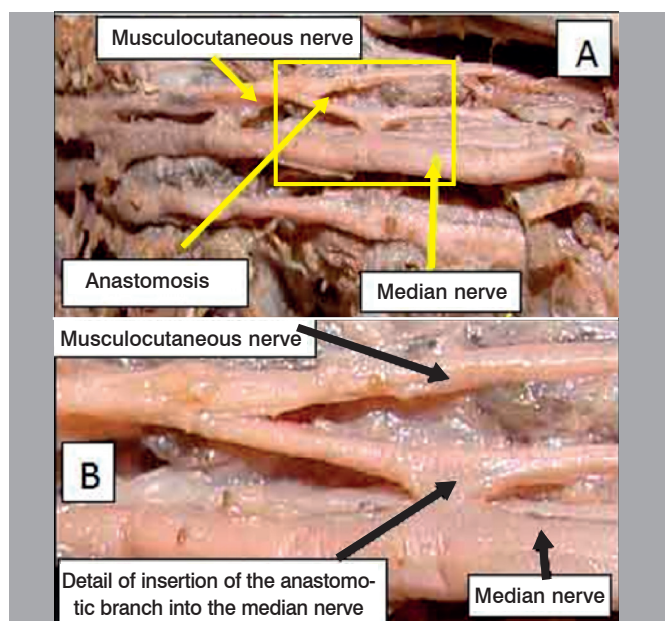 Musculocutaneous nerve
A
Anastomosis
Median nerve
Musculocutaneous nerve
B
Detail of insertion of the anastomo-
tic branch into the median nerve
Median nerve